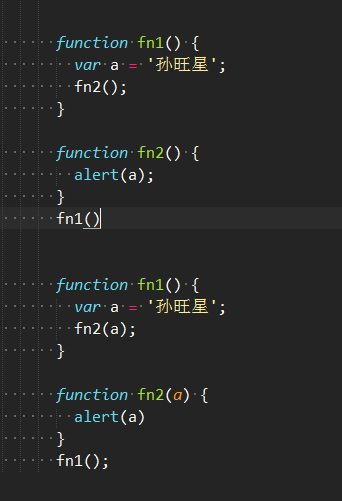 function fn1() {
var a = '孙旺星';
fn2();
}
function fn2() {
alert(a);
}
fn1()
function fn1() {
var a = '孙旺星';
fn2(a);
}
function fn2(a) {
alert(a)
}
fn1();